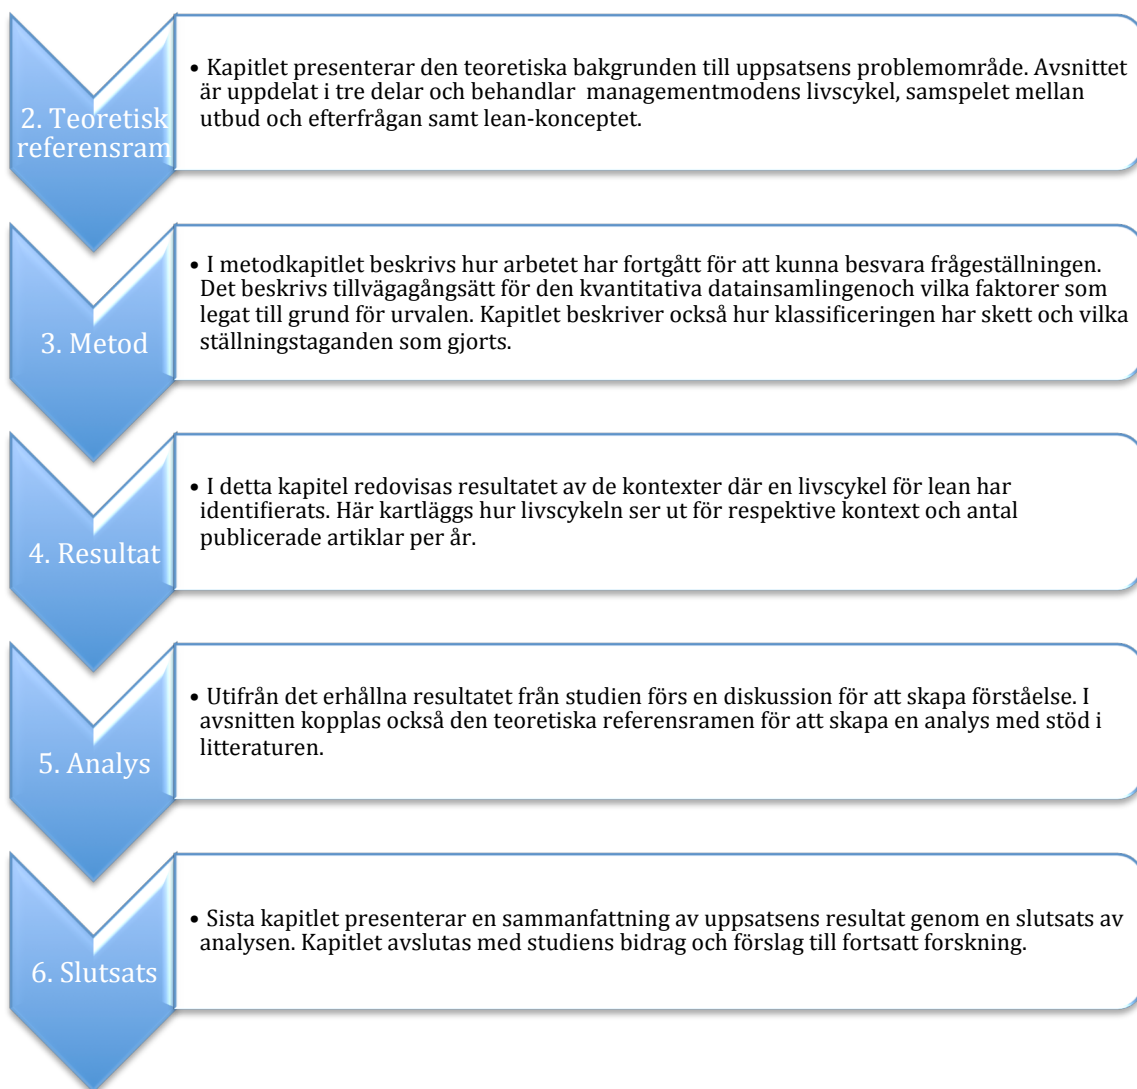 2. Teoretisk
referensram
• Kapitlet presenterar den teoretiska bakgrunden till uppsatsens problemområde. Avsnittet
är uppdelat i tre delar och behandlar  managementmodens livscykel, samspelet mellan
utbud och efterfrågan samt lean-konceptet.
3. Metod
• I metodkapitlet beskrivs hur arbetet har fortgått för att kunna besvara frågeställningen.
Det beskrivs tillvägagångsätt för den kvantitativa datainsamlingenoch vilka faktorer som
legat till grund för urvalen. Kapitlet beskriver också hur klassificeringen har skett och vilka
ställningstaganden som gjorts.
4. Resultat
• I detta kapitel redovisas resultatet av de kontexter där en livscykel för lean har
identifierats. Här kartläggs hur livscykeln ser ut för respektive kontext och antal
publicerade artiklar per år.
5. Analys
• Utifrån det erhållna resultatet från studien förs en diskussion för att skapa förståelse. I
avsnitten kopplas också den teoretiska referensramen för att skapa en analys med stöd i
litteraturen.
6. Slutsats
• Sista kapitlet presenterar en sammanfattning av uppsatsens resultat genom en slutsats av
analysen. Kapitlet avslutas med studiens bidrag och förslag till fortsatt forskning.